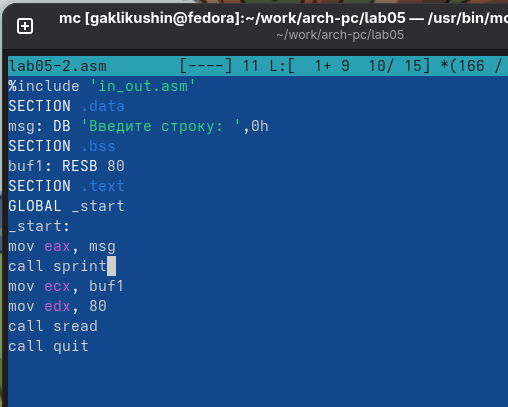 mc [gaklikushin@fedora]:~/work/arch-pc/lab05 — /usr/bin/mc
~/work/arch-pc/lab05
lab05-2.asm [----] 11 L:[ 1+ 9 10/ 15] *(166 /
%include 'in_out.asm'
SECTION .data
msg: DB 'Введите строку: ',0h
SECTION .bss
buf1: RESB 80
SECTION .text
GLOBAL _start
_start:
mov eax, msg
call sprint
mov ecx, buf1
mov edx, 80
call sread
call quit